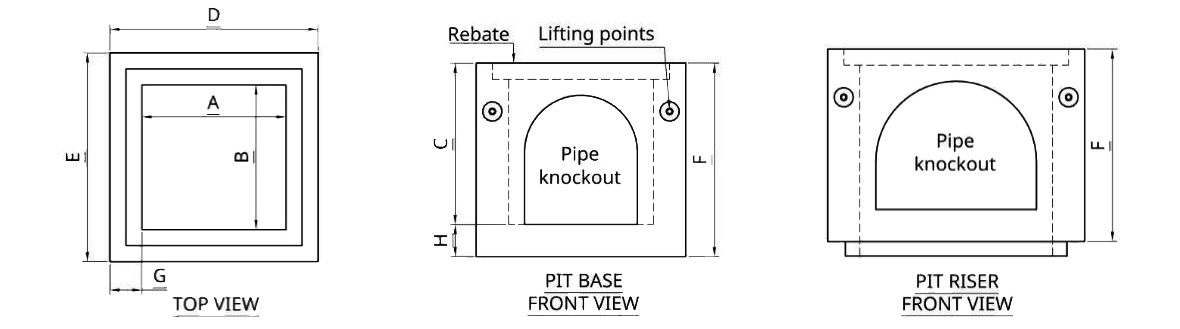 D
A
B
E
G
TOP VIEW
Rebate
Lifting points
C
F
H
Pipe
knockout
PIT BASE
FRONT VIEW
Pipe
knockout
F
PIT RISER
FRONT VIEW